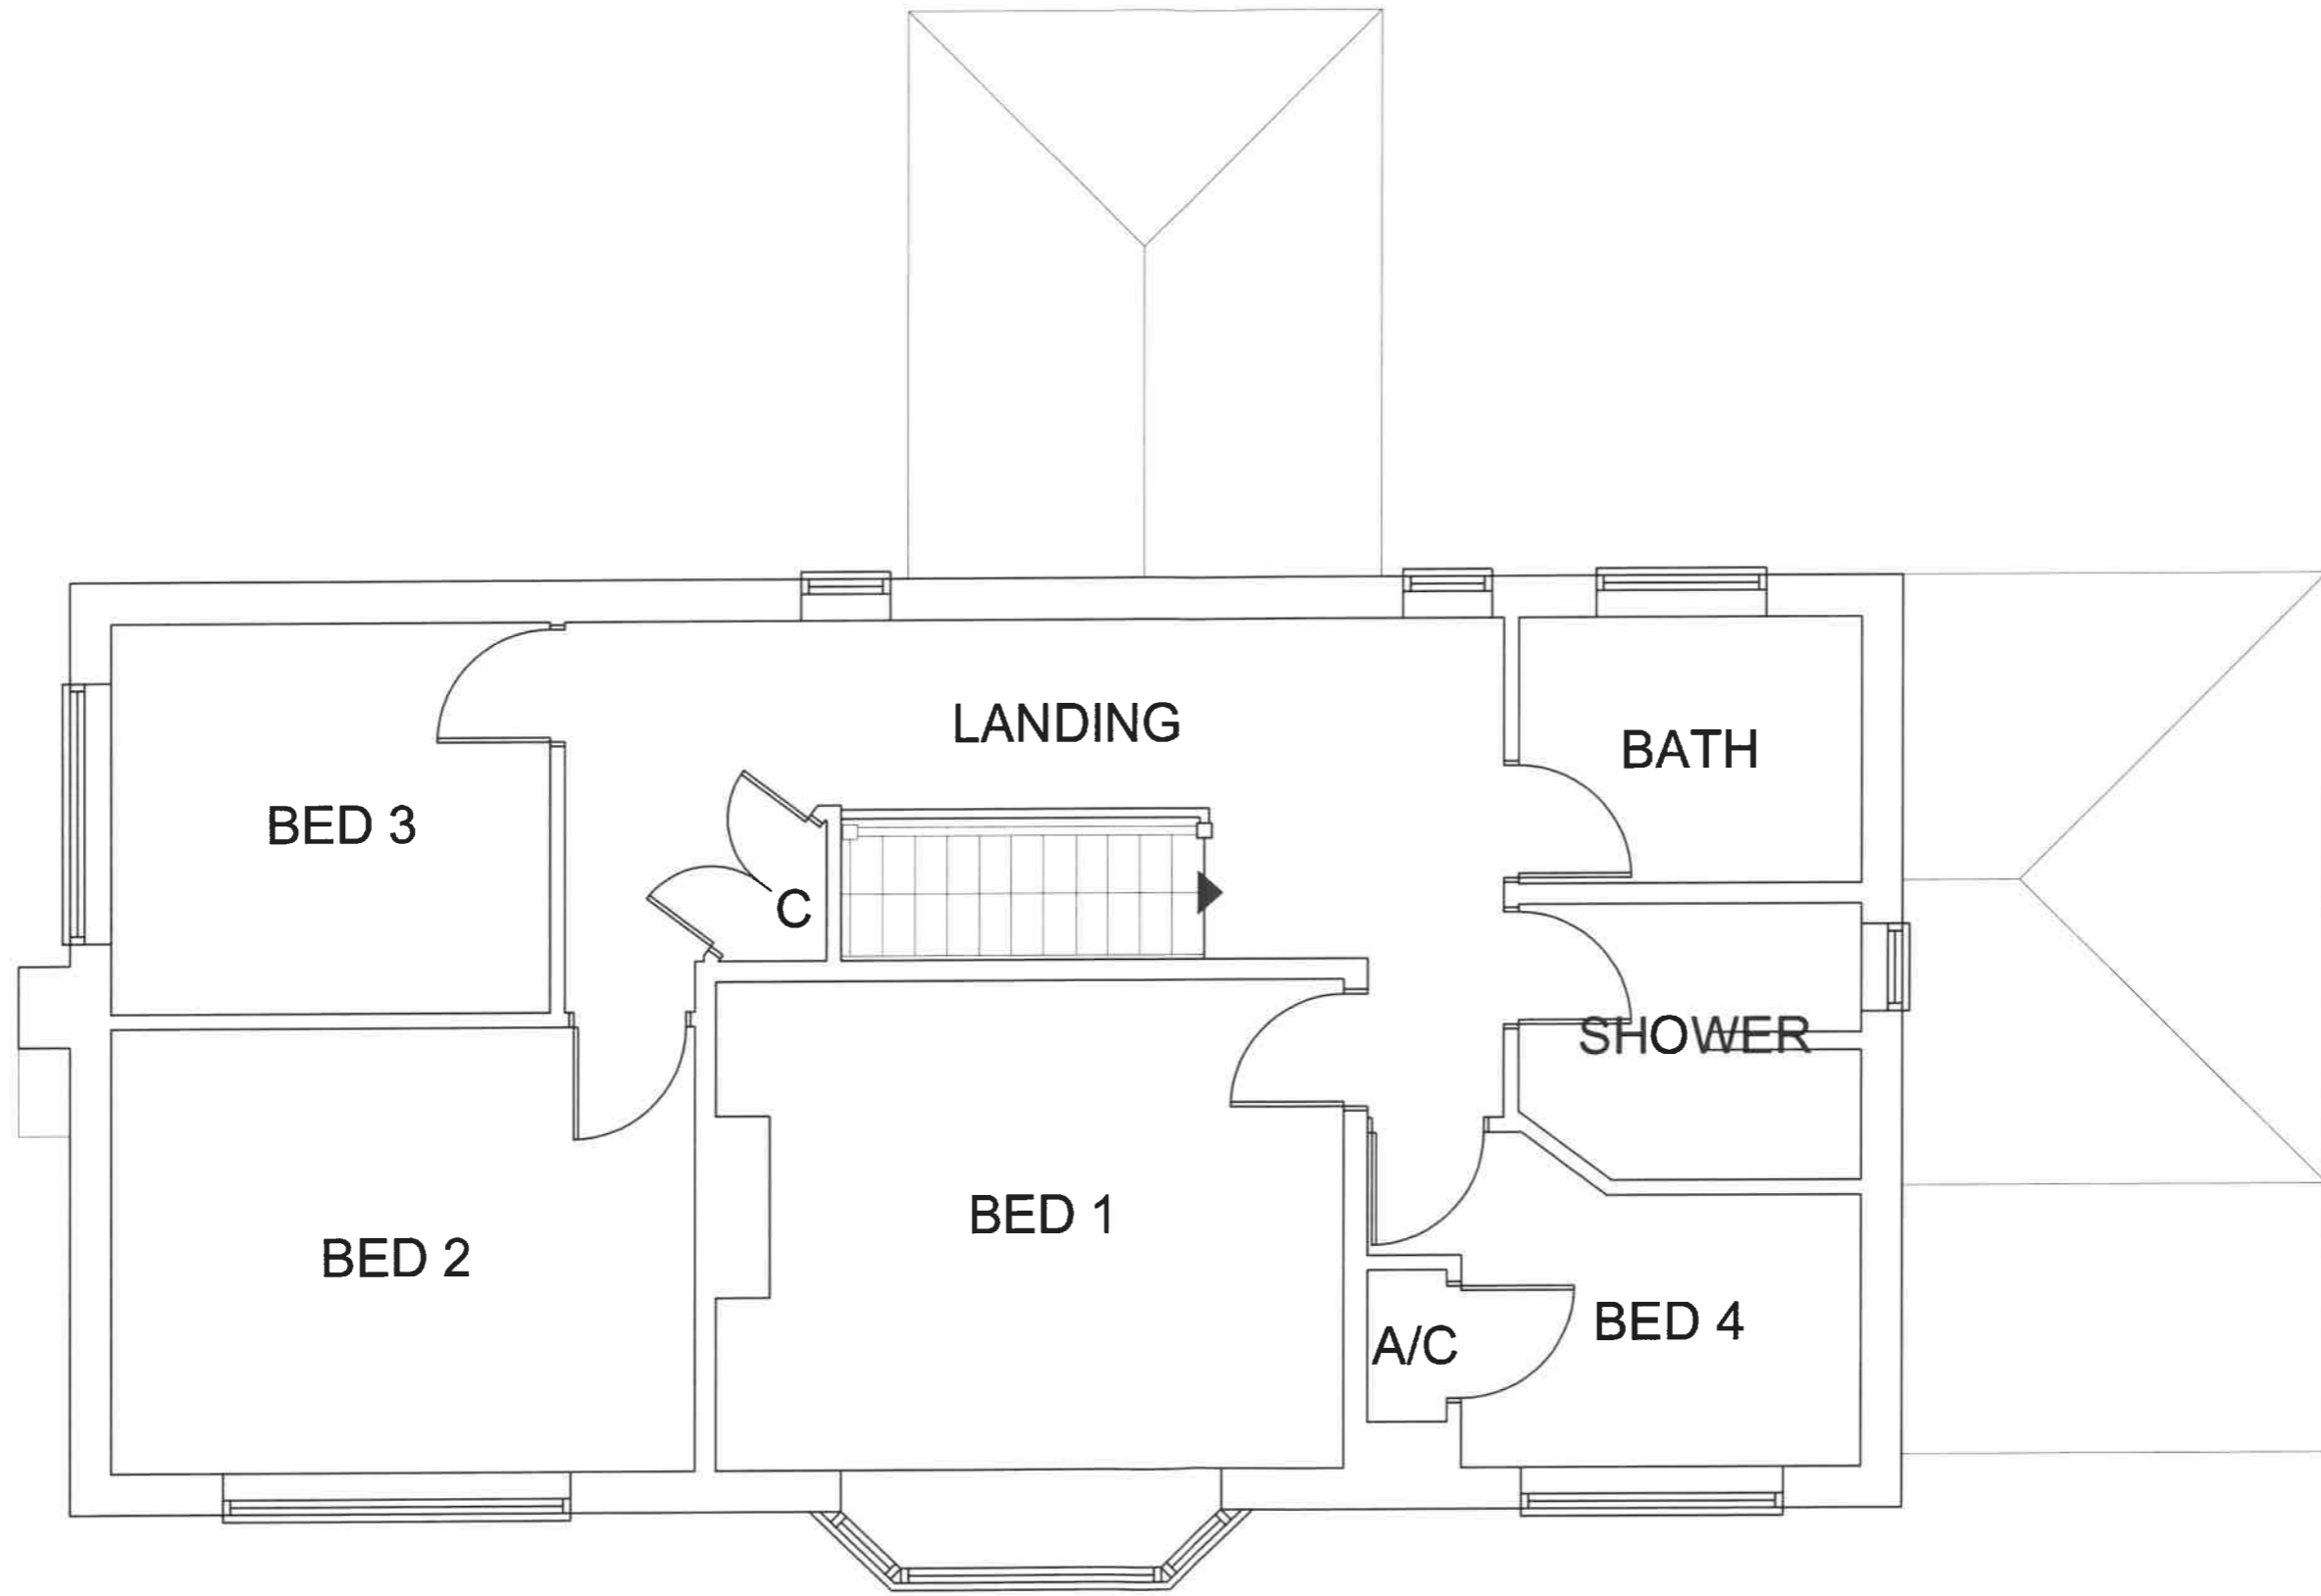 LANDING
BATH
BED 3
C
SHOWER
BED 1
BED 2
BED 4
A/C